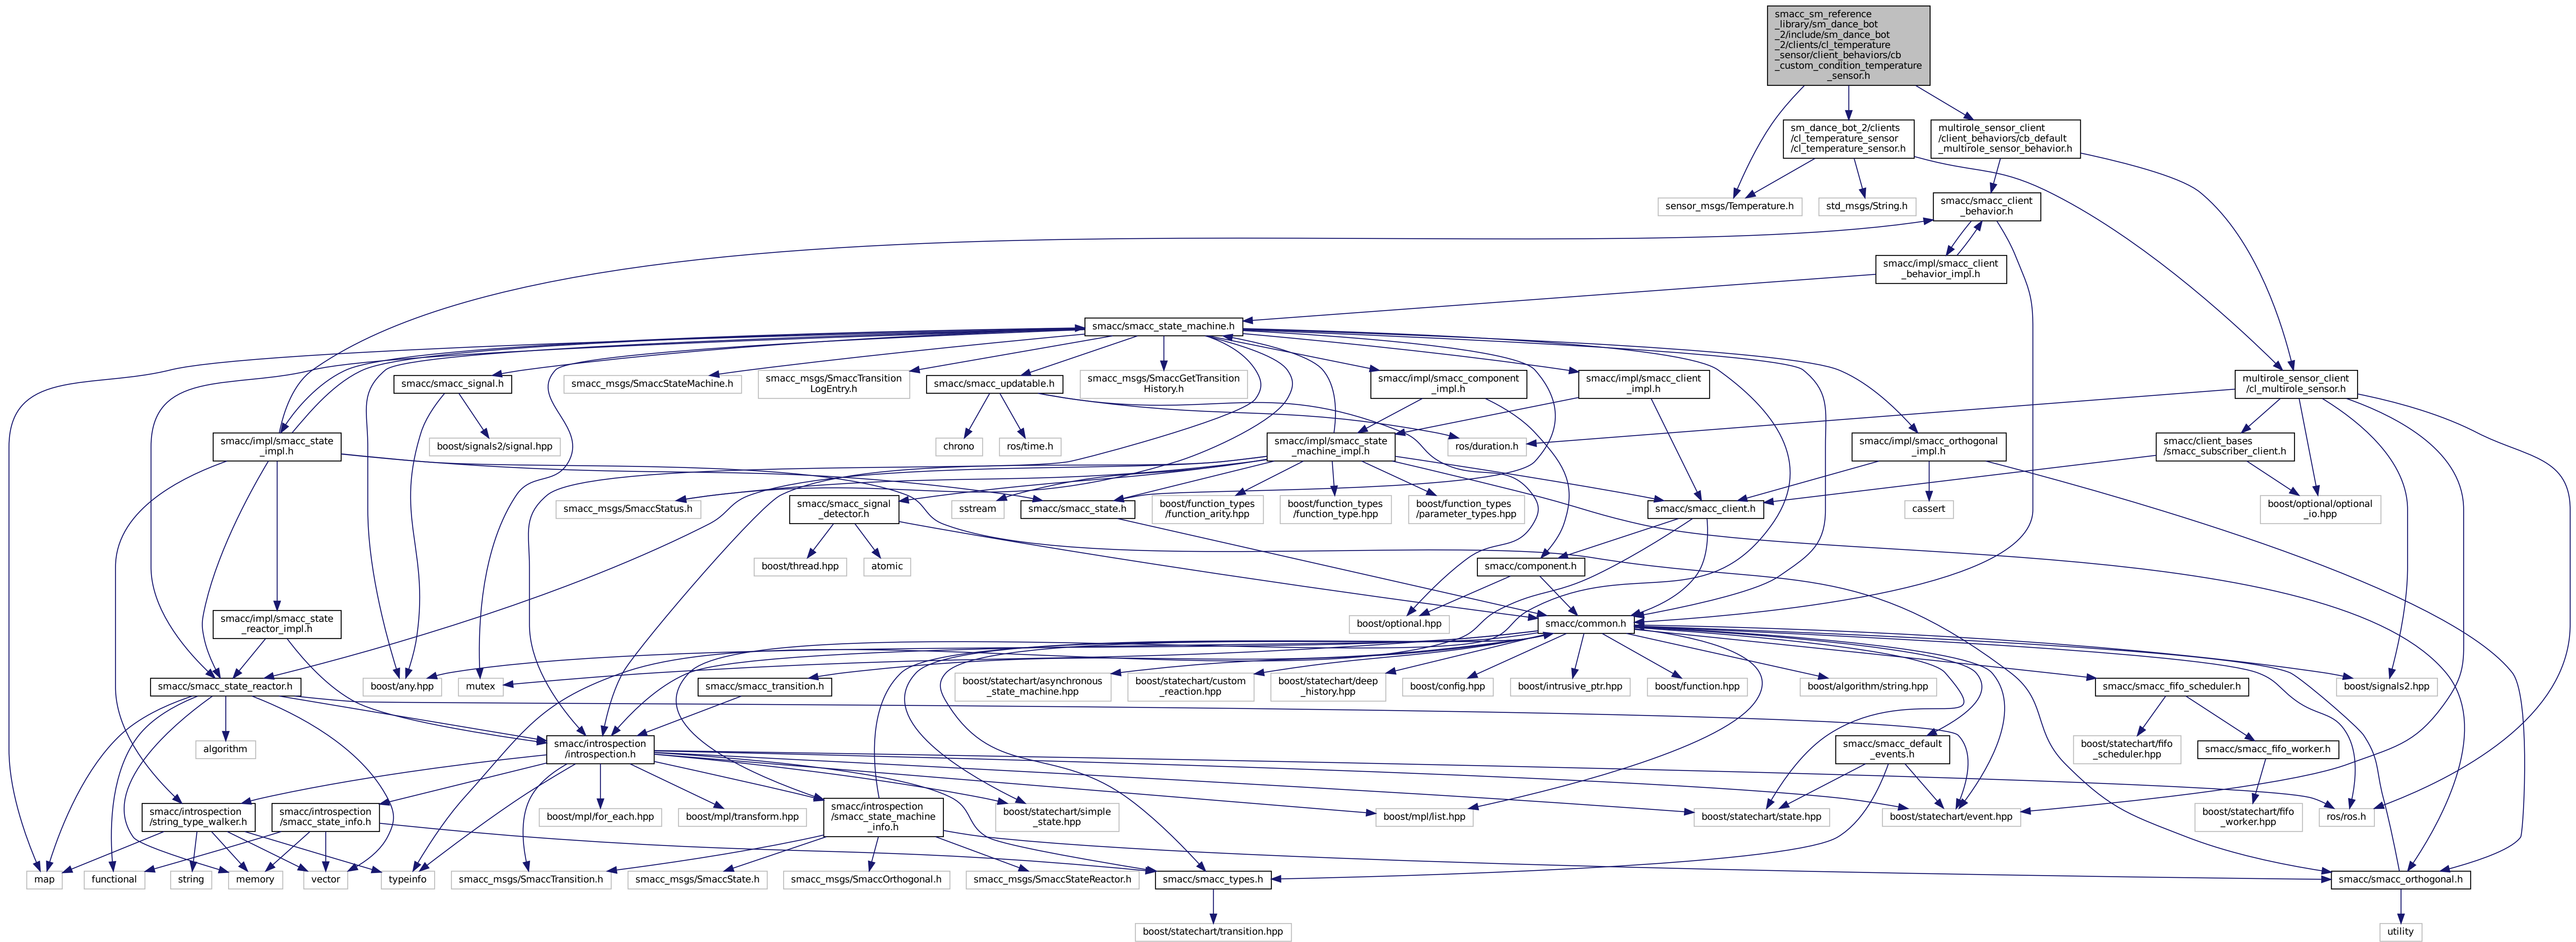 smacc_sm_reference
_library/sm_dance_bot
_2/include/sm_dance_bot
_2/clients/cl_temperature
_sensor/client_behaviors/cb
_custom_condition_temperature
_sensor.h
sm_dance_bot_2/clients
/cl_temperature_sensor
/cl_temperature_sensor.h
multirole_sensor_client
/client_behaviors/cb_default
_multirole_sensor_behavior.h
sensor_msgs/Temperature.h
std_msgs/String.h
smacc/smacc_client
_behavior.h
smacc/impl/smacc_client
_behavior_impl.h
smacc/smacc_state_machine.h
smacc/smacc_signal.h
smacc_msgs/SmaccStateMachine.h
smacc_msgs/SmaccTransition
LogEntry.h
smacc/smacc_updatable.h
smacc_msgs/SmaccGetTransition
History.h
smacc/impl/smacc_component
_impl.h
smacc/impl/smacc_client
_impl.h
multirole_sensor_client
/cl_multirole_sensor.h
smacc/impl/smacc_state
_impl.h
boost/signals2/signal.hpp
chrono
ros/time.h
smacc/impl/smacc_state
_machine_impl.h
ros/duration.h
smacc/impl/smacc_orthogonal
_impl.h
smacc/client_bases
/smacc_subscriber_client.h
smacc_msgs/SmaccStatus.h
smacc/smacc_signal
_detector.h
sstream
smacc/smacc_state.h
boost/function_types
/function_arity.hpp
boost/function_types
/function_type.hpp
boost/function_types
/parameter_types.hpp
smacc/smacc_client.h
cassert
boost/optional/optional
_io.hpp
boost/thread.hpp
atomic
smacc/component.h
smacc/impl/smacc_state
_reactor_impl.h
boost/optional.hpp
smacc/common.h
smacc/smacc_state_reactor.h
boost/any.hpp
mutex
smacc/smacc_transition.h
boost/statechart/asynchronous
_state_machine.hpp
boost/statechart/custom
_reaction.hpp
boost/statechart/deep
_history.hpp
boost/config.hpp
boost/intrusive_ptr.hpp
boost/function.hpp
boost/algorithm/string.hpp
smacc/smacc_fifo_scheduler.h
boost/signals2.hpp
algorithm
smacc/introspection
/introspection.h
smacc/smacc_default
_events.h
boost/statechart/fifo
_scheduler.hpp
smacc/smacc_fifo_worker.h
smacc/introspection
/string_type_walker.h
smacc/introspection
/smacc_state_info.h
boost/mpl/for_each.hpp
boost/mpl/transform.hpp
smacc/introspection
/smacc_state_machine
_info.h
boost/statechart/simple
_state.hpp
boost/mpl/list.hpp
boost/statechart/state.hpp
boost/statechart/event.hpp
boost/statechart/fifo
_worker.hpp
ros/ros.h
map
functional
string
memory
vector
typeinfo
smacc_msgs/SmaccTransition.h
smacc_msgs/SmaccState.h
smacc_msgs/SmaccOrthogonal.h
smacc_msgs/SmaccStateReactor.h
smacc/smacc_types.h
smacc/smacc_orthogonal.h
boost/statechart/transition.hpp
utility